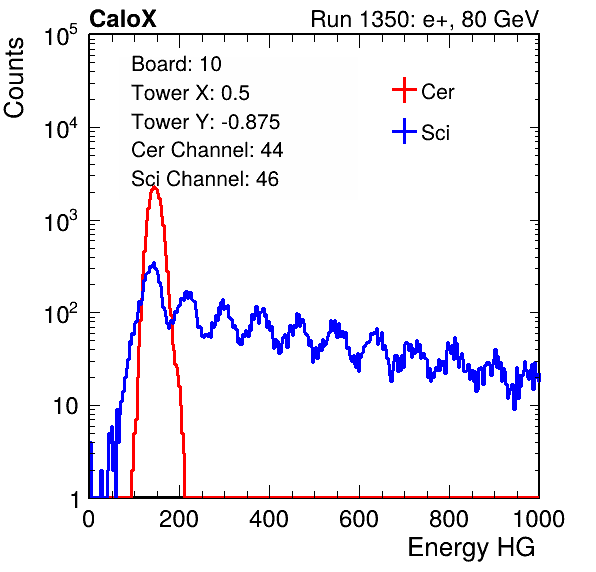 CaloX Run 1350: e+, 80 GeV
Counts
Board: 10
Tower X: 0.5
Tower Y: -0.875
Cer Channel: 44
Sci Channel: 46
Cer
Sci
10^5
10^4
10^3
10^2
10
1
0 200 400 600 800 1000
Energy HG